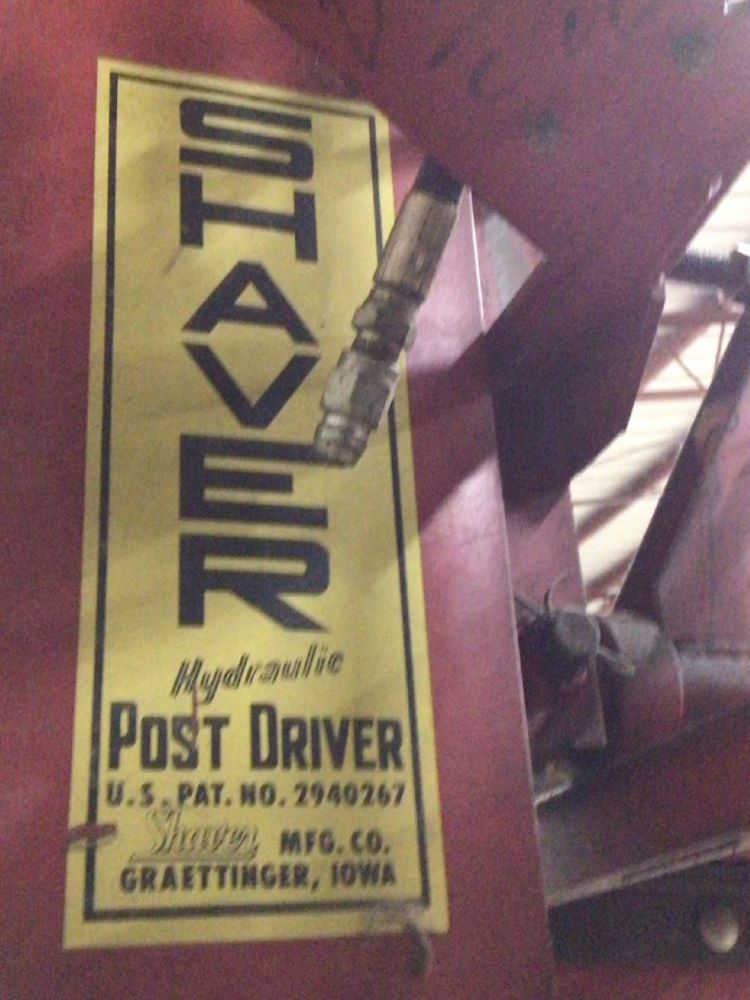 SHAVER
Hydraulic
POST DRIVER
U.S. PAT. NO. 2940267
Shaver MFG. CO.
GRAETTINGER, IOWA